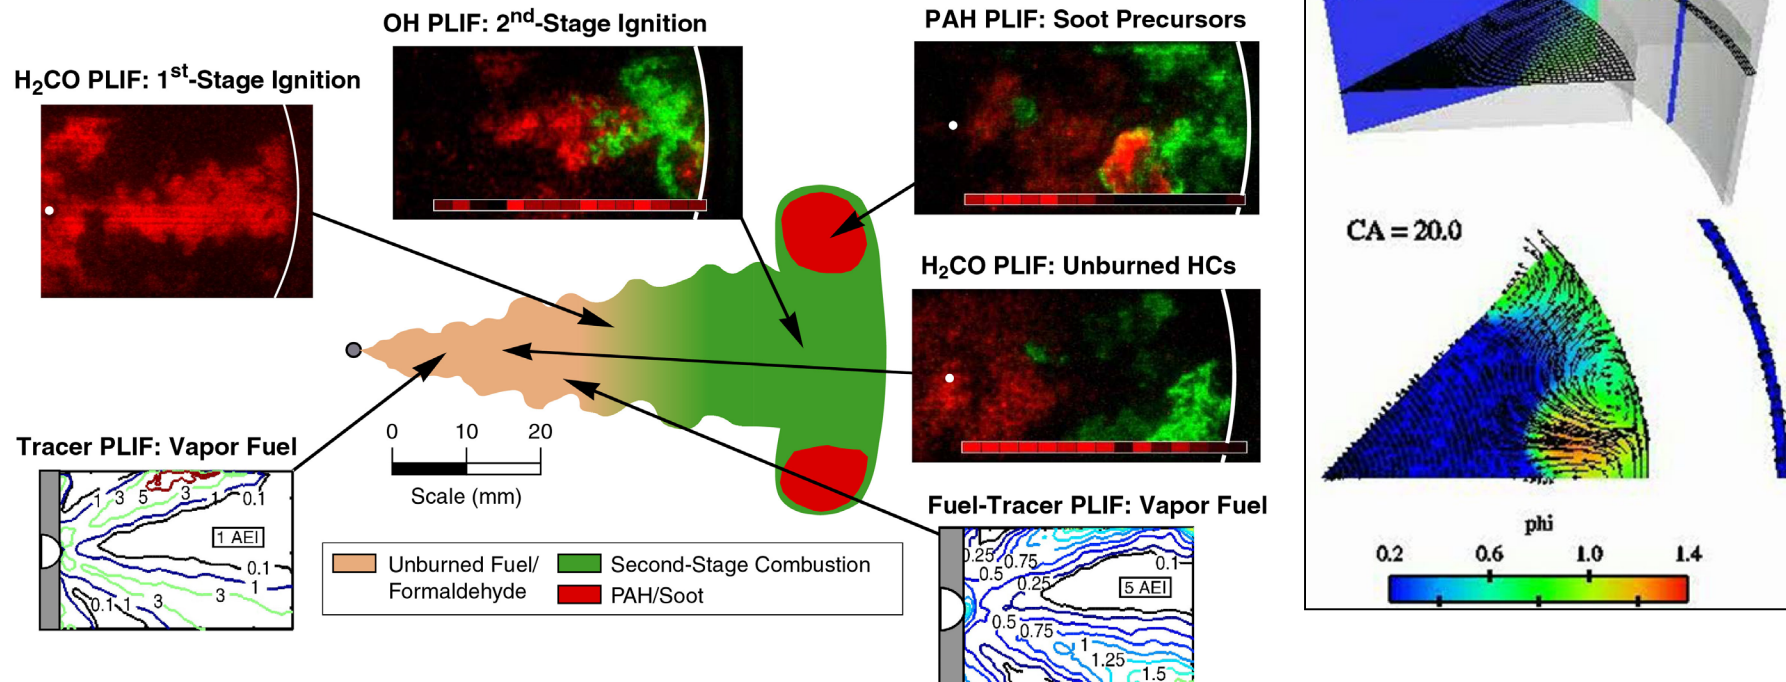 OH PLIF: 2nd-Stage Ignition
PAH PLIF: Soot Precursors
H2CO PLIF: 1st-Stage Ignition
CA = 20.0
H2CO PLIF: Unburned HCs
0 10 20
Scale (mm)
Tracer PLIF: Vapor Fuel
1 3 5 3 1 0.1
1 AEI
0.1
1
0.1 1 3 3
Unburned Fuel/
Formaldehyde
Second-Stage Combustion
PAH/Soot
Fuel-Tracer PLIF: Vapor Fuel
0.25 0.75 0.1
0.5 0.25
5 AEI
0.5 0.75
1
1.25
1.5
phi
0.2 0.6 1.0 1.4